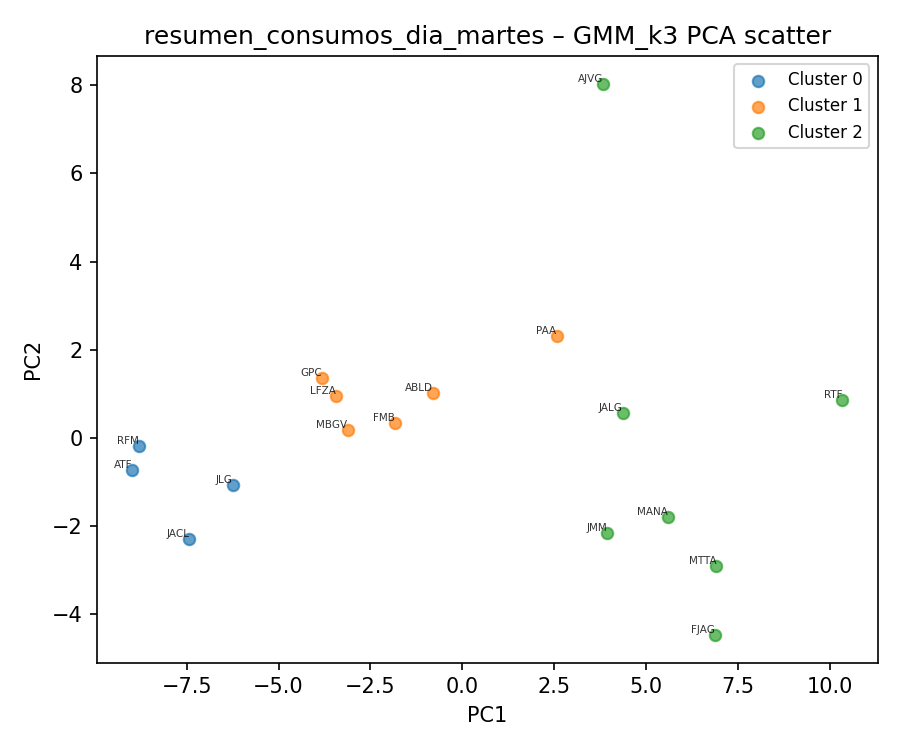 resumen_consumos_dia_martes – GMM_k3 PCA scatter
Cluster 0
Cluster 1
Cluster 2
AJVG
PAA
GPC
LFZA
ABLD
RTF
JALG
FMB
MBGV
RFM
ATF
JLG
MANA
JMM
JACL
MTTA
FJAG
8
6
4
2
0
−2
−4
PC2
−7.5
−5.0
−2.5
0.0
2.5
5.0
7.5
10.0
PC1